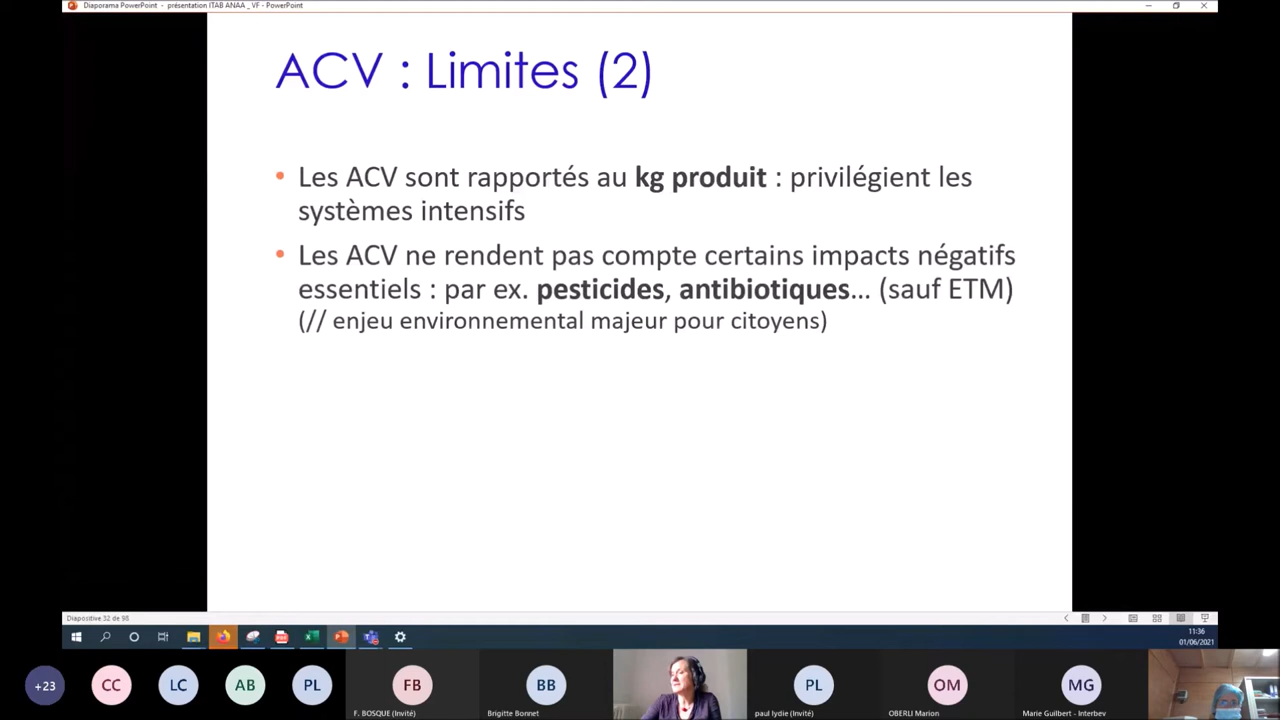 Diaporama PowerPoint - présentation ITAB ANAA _ VF - PowerPoint
ACV : Limites (2)
• Les ACV sont rapportés au kg produit : privilégient les
systèmes intensifs
• Les ACV ne rendent pas compte certains impacts négatifs
essentiels : par ex. pesticides, antibiotiques... (sauf ETM)
(// enjeu environnemental majeur pour citoyens)
Diapositive 32 de 98
11:36
01/06/2021
+23
CC
LC
AB
PL
FB
BB
PL
OM
MG
F. BOSQUE (Invité)
Brigitte Bonnet
paul lydie (Invité)
OBERLI Marion
Marie Guilbert - Interbev